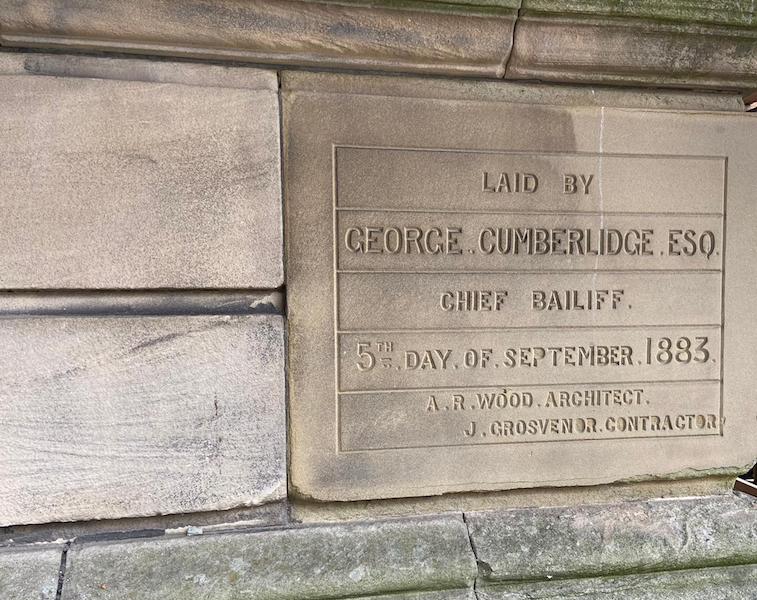 LAID BY
GEORGE. CUMBERLIDGE. ESQ.
CHIEF BAILIFF.
5TH. DAY. OF. SEPTEMBER. 1883.
A. R. WOOD. ARCHITECT.
J. GROSVENOR. CONTRACTOR.